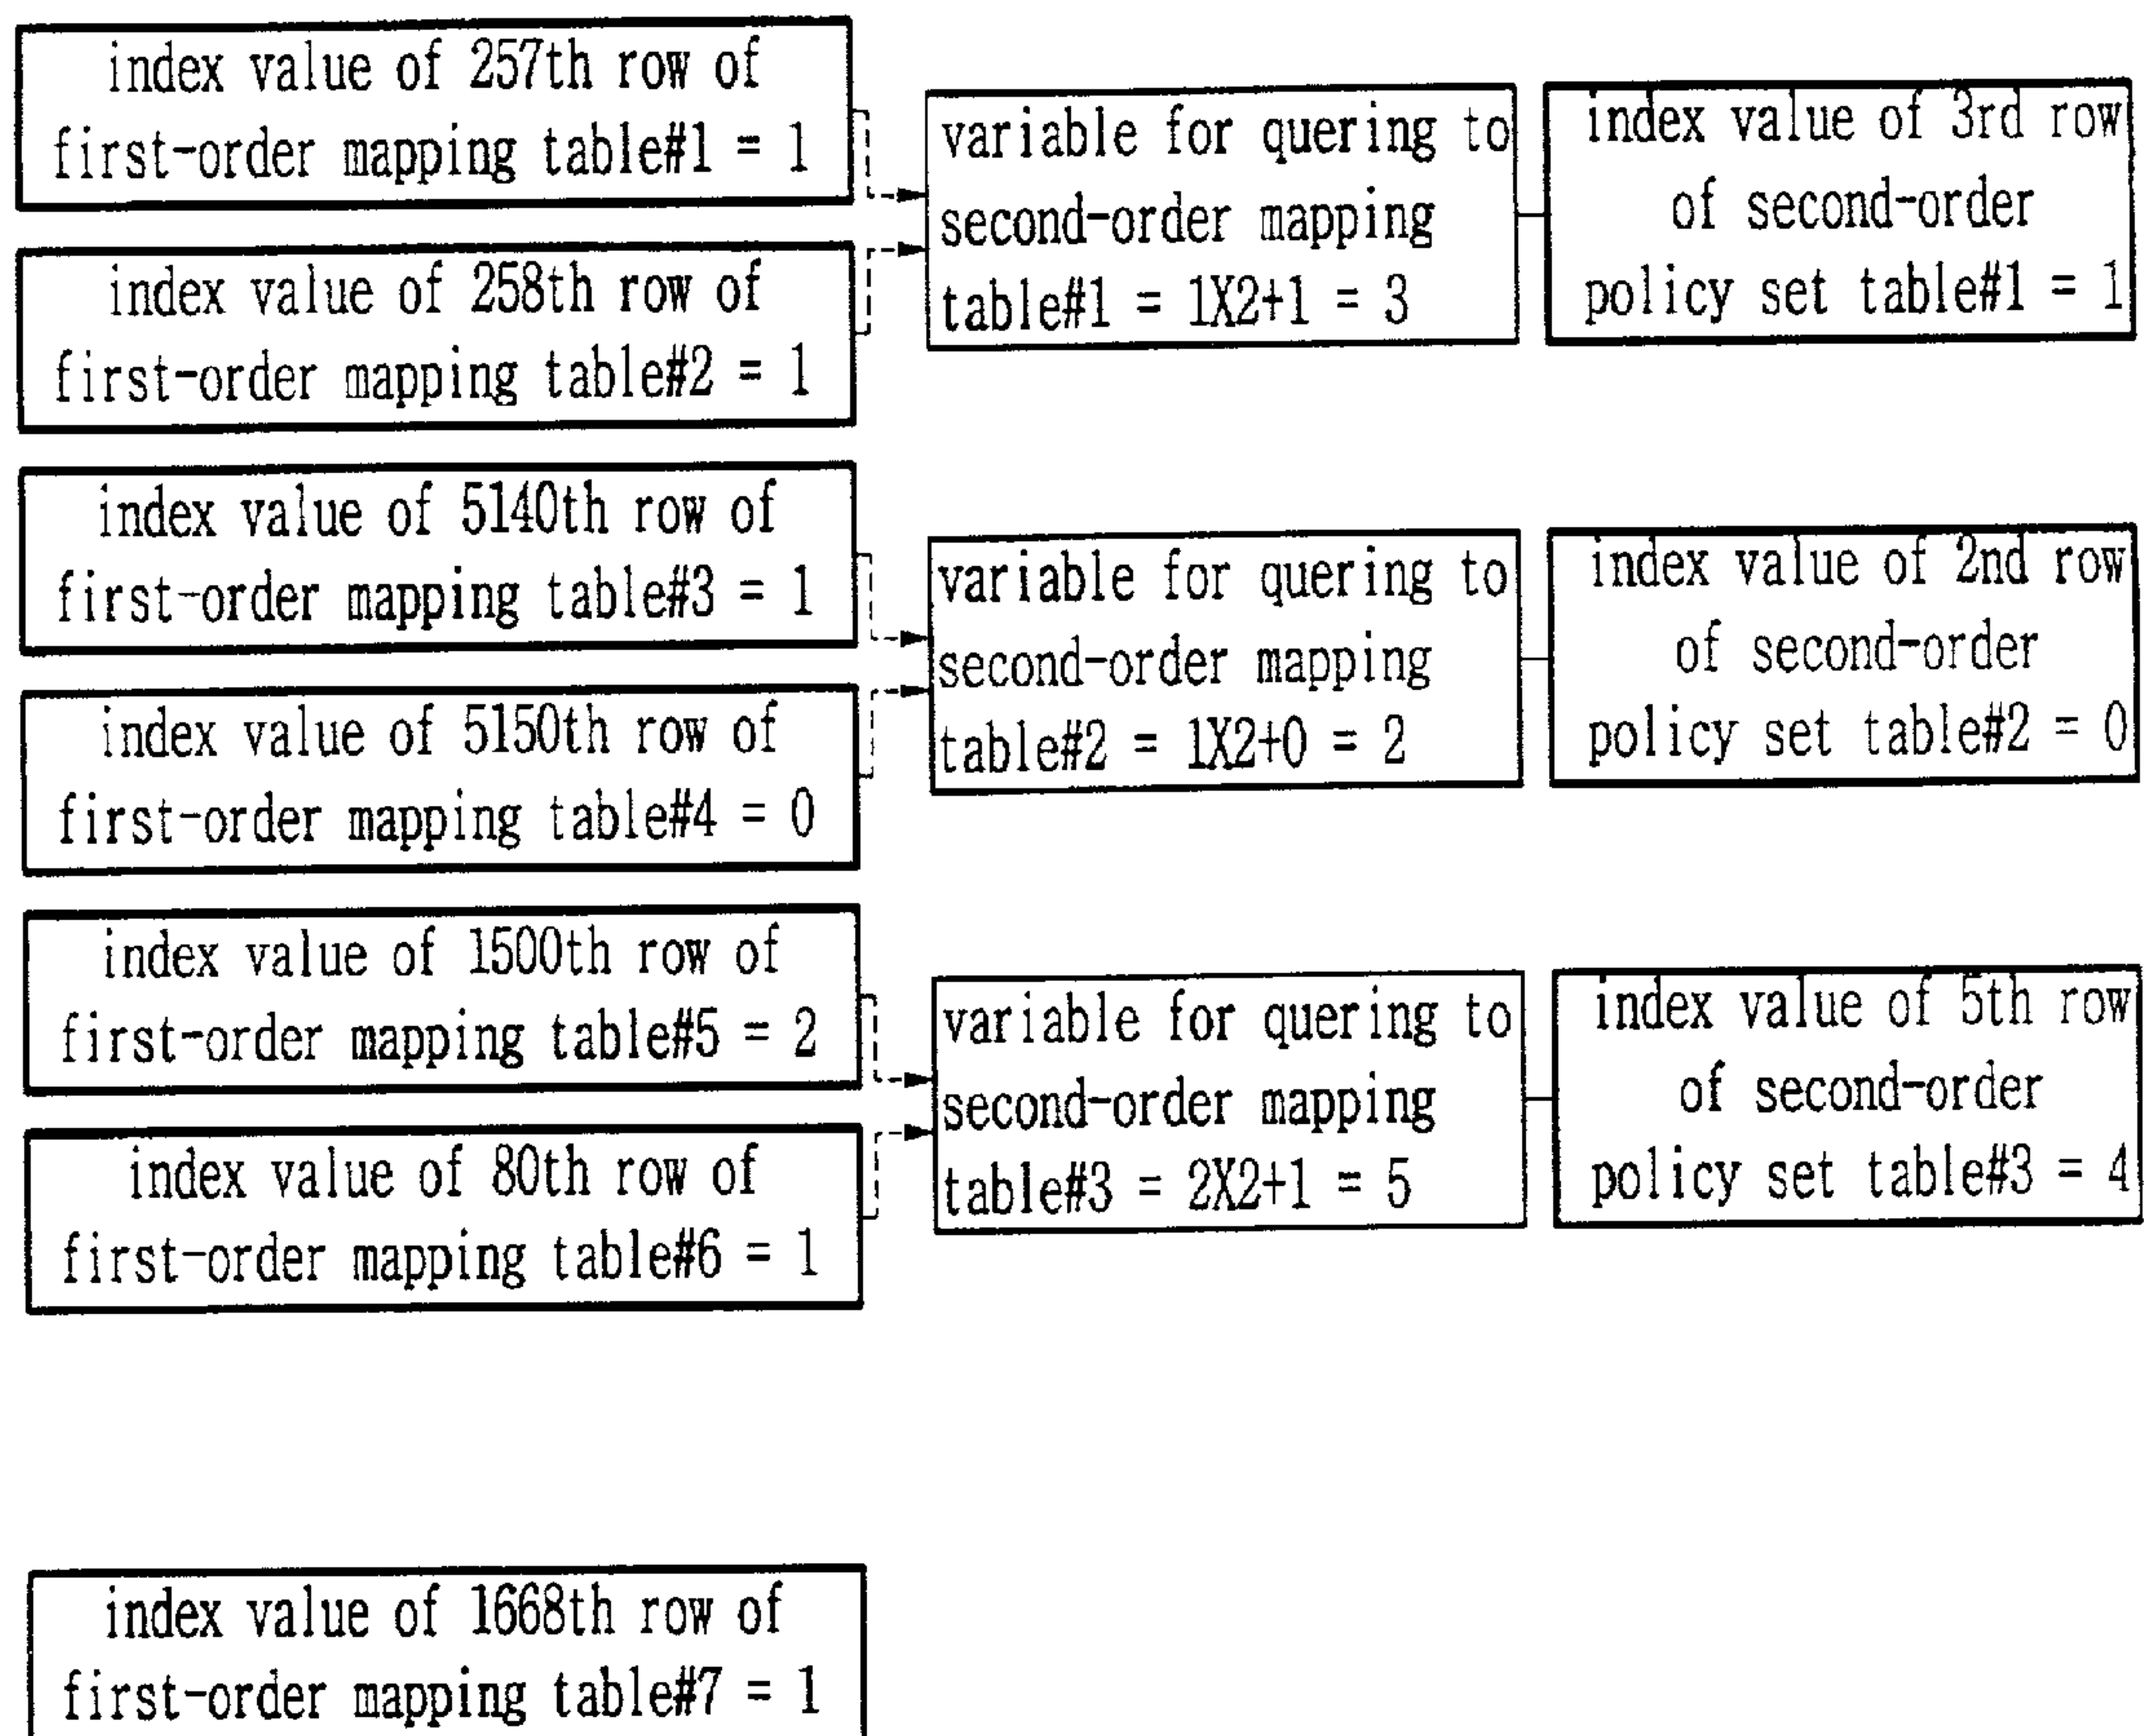 index value of 257th row of
first-order mapping table#1 = 1
index value of 258th row of
first-order mapping table#2 = 1
variable for quering to
second-order mapping
table#1 = 1X2+1 = 3
index value of 3rd row
of second-order
policy set table#1 = 1
index value of 5140th row of
first-order mapping table#3 = 1
index value of 5150th row of
first-order mapping table#4 = 0
variable for quering to
second-order mapping
table#2 = 1X2+0 = 2
index value of 2nd row
of second-order
policy set table#2 = 0
index value of 1500th row of
first-order mapping table#5 = 2
index value of 80th row of
first-order mapping table#6 = 1
variable for quering to
second-order mapping
table#3 = 2X2+1 = 5
index value of 5th row
of second-order
policy set table#3 = 4
index value of 1668th row of
first-order mapping table#7 = 1